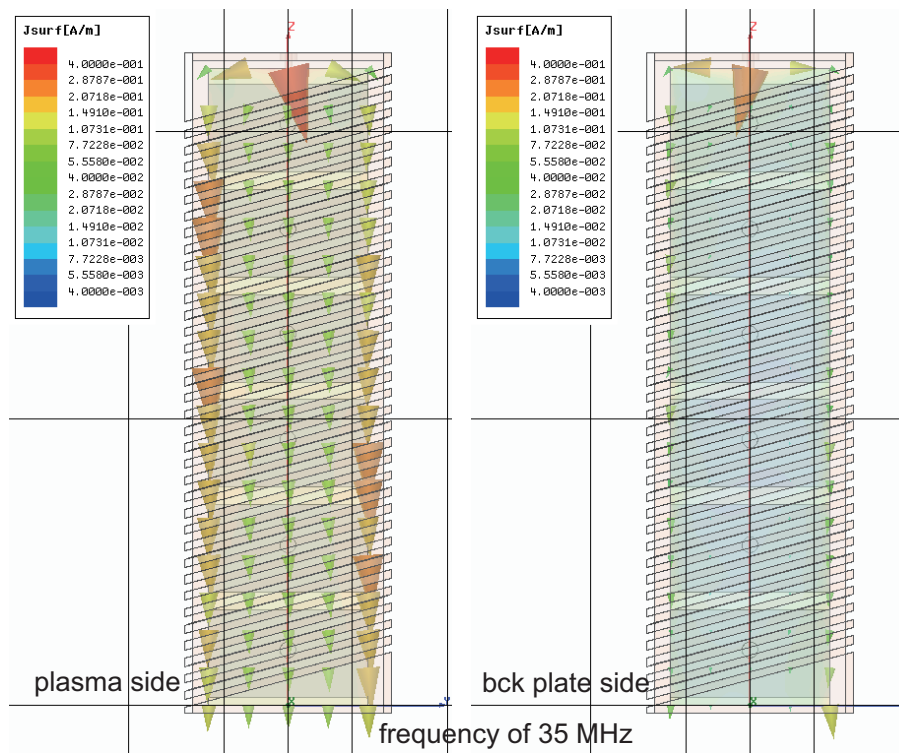 Jsurf[A/m]
4.0000e-001
2.8787e-001
2.0718e-001
1.4910e-001
1.0731e-001
7.7228e-002
5.5580e-002
4.0000e-002
2.8787e-002
2.0718e-002
1.4910e-002
1.0731e-002
7.7228e-003
5.5580e-003
4.0000e-003
Z
plasma side
Jsurf[A/m]
4.0000e-001
2.8787e-001
2.0718e-001
1.4910e-001
1.0731e-001
7.7228e-002
5.5580e-002
4.0000e-002
2.8787e-002
2.0718e-002
1.4910e-002
1.0731e-002
7.7228e-003
5.5580e-003
4.0000e-003
Z
bck plate side
frequency of 35 MHz